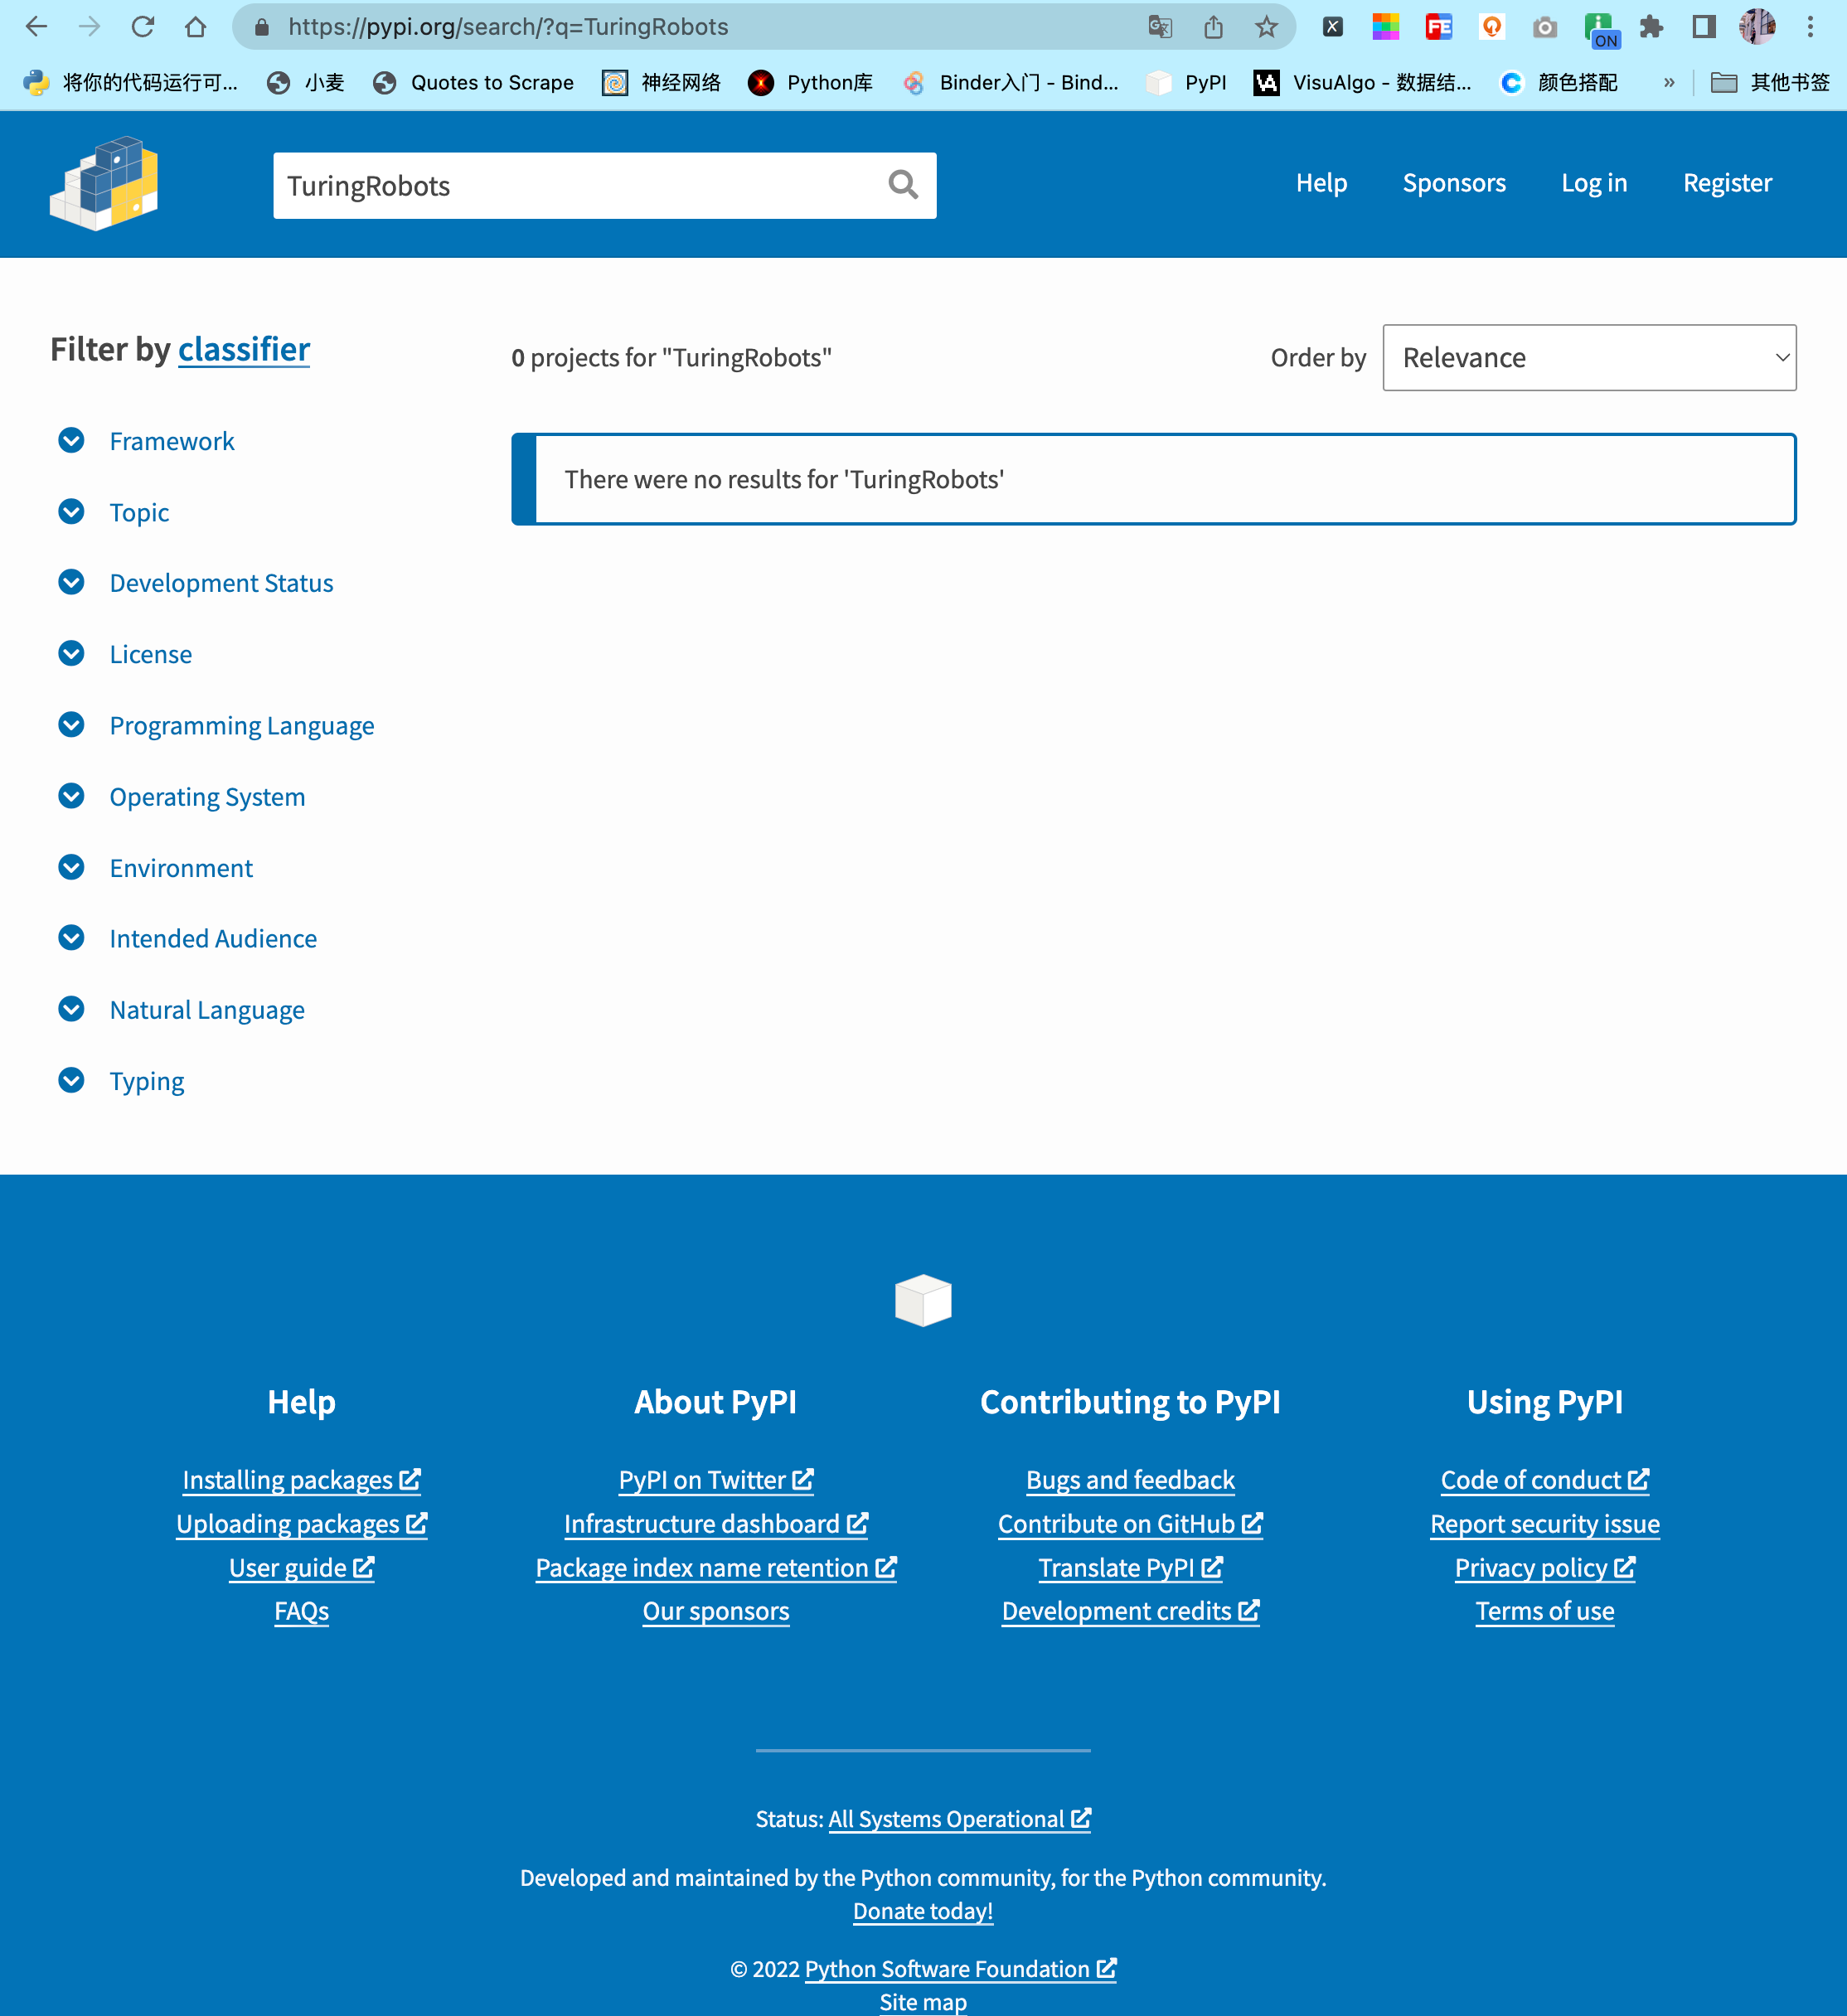 https://pypi.org/search/?q=TuringRobots
ON
将你的代码运行可... 小麦 Quotes to Scrape 神经网络 Python库 Binder入门 - Bind... PyPI VisuAlgo - 数据结... 颜色搭配 » 其他书签
TuringRobots
Help Sponsors Log in Register
Filter by classifier
0 projects for "TuringRobots"
Order by Relevance
There were no results for 'TuringRobots'
Framework
Topic
Development Status
License
Programming Language
Operating System
Environment
Intended Audience
Natural Language
Typing
Help
Installing packages
Uploading packages
User guide
FAQs
About PyPI
PyPI on Twitter
Infrastructure dashboard
Package index name retention
Our sponsors
Contributing to PyPI
Bugs and feedback
Contribute on GitHub
Translate PyPI
Development credits
Using PyPI
Code of conduct
Report security issue
Privacy policy
Terms of use
Status: All Systems Operational
Developed and maintained by the Python community, for the Python community.
Donate today!
© 2022 Python Software Foundation
Site map